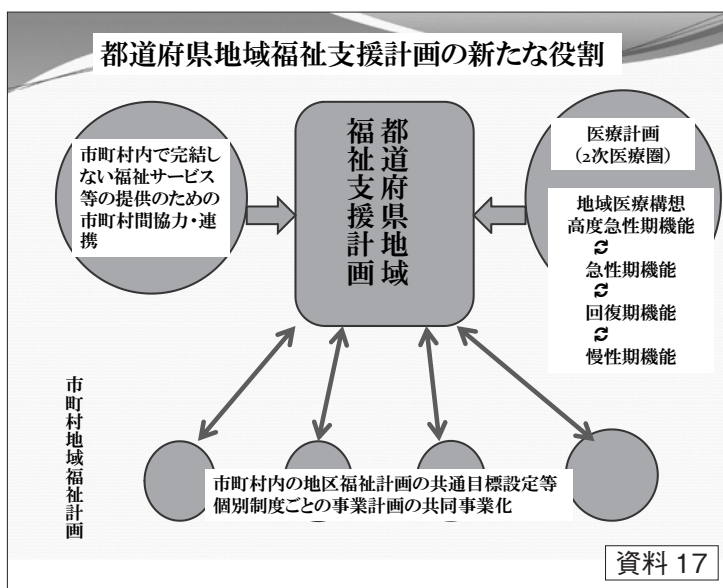 都道府県地域福祉支援計画の新たな役割
市町村内で完結し
ない福祉サービス
等の提供のための
市町村間協力・連
携
都道府県地域
福祉支援計画
医療計画
(2次医療圏)
地域医療構想
高度急性期機能
急性期機能
回復期機能
慢性期機能
市町村地域福祉計画
市町村内の地区福祉計画の共通目標設定等
個別制度ごとの事業計画の共同事業化
資料 17